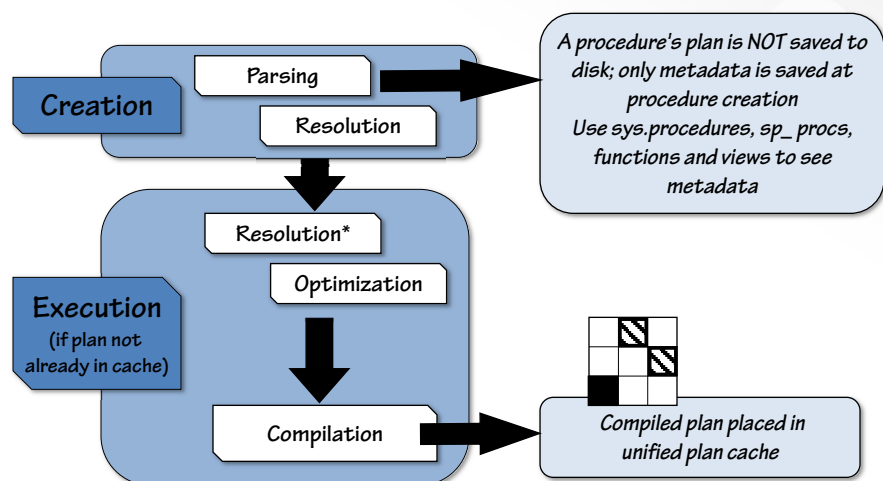 Creation
Parsing
Resolution
A procedure's plan is NOT saved to
disk; only metadata is saved at
procedure creation
Use sys.procedures, sp_ procs,
functions and views to see
metadata
Execution
(if plan not
already in cache)
Resolution*
Optimization
Compilation
Compiled plan placed in
unified plan cache